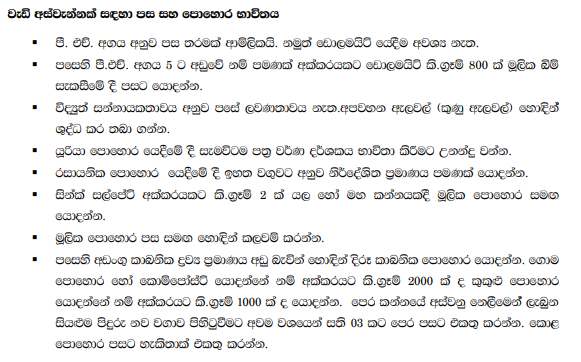 වැඩි අස්වැන්නක් සඳහා පස සහ පොහොර භාවිතය
▪ පී. එච්. අගය අනුව පස තරමක් ආම්ලිකයි. නමුත් ඩොලමයිට් යෙදීම අවශ්‍ය නැත.
▪ පසෙහි පී.එච්. අගය 5 ට අඩුවේ නම් පමණක් අක්කරයකට ඩොලමයිට් කි.ග්‍රෑම් 800 ක් මූලික බිම්
සැකසීමේ දී පසට යොදන්න.
▪ විද්‍යුත් සන්නායකතාවය අනුව පසේ ලවණතාවය නැත.අපවහන ඇලවල් (කුණු ඇලවල්) හොඳින්
ශුද්ධ කර තබා ගන්න.
▪ යූරියා පොහොර යෙදීමේ දී සැමවිටම පත්‍ර වර්ණ දර්ශකය භාවිතා කිරීමට උනන්දු වන්න.
▪ රසායනික පොහොර යෙදීමේ දී ඉහත වගුවට අනුව නිර්දේශිත ප්‍රමාණය පමණක් යොදන්න.
▪ සින්ක් සල්පේට් අක්කරයකට කි.ග්‍රෑම් 2 ක් යල හෝ මහ කන්නයකදී මූලික පොහොර සමඟ
යොදන්න.
▪ මූලික පොහොර පස සමඟ හොඳින් කලවම් කරන්න.
▪ පසෙහි අඩංගු කාබනික ද්‍රව්‍ය ප්‍රමාණය අඩු බැවින් හොඳින් දිරූ කාබනික පොහොර යොදන්න. ගොම
පොහොර හෝ කොම්පෝස්ට් යොදන්නේ නම් අක්කරයට කි.ග්‍රෑම් 2000 ක් ද කුකුළු පොහොර
යොදන්නේ නම් අක්කරයට කි.ග්‍රෑම් 1000 ක් ද යොදන්න. පෙර කන්නයේ අස්වනු නෙලීමෙන් ලැබුන
සියළුම පිදුරු නව වගාව පිහිටුවීමට අවම වශයෙන් සති 03 කට පෙර පසට එකතු කරන්න. කොළ
පොහොර පසට හැකිතාක් එකතු කරන්න.